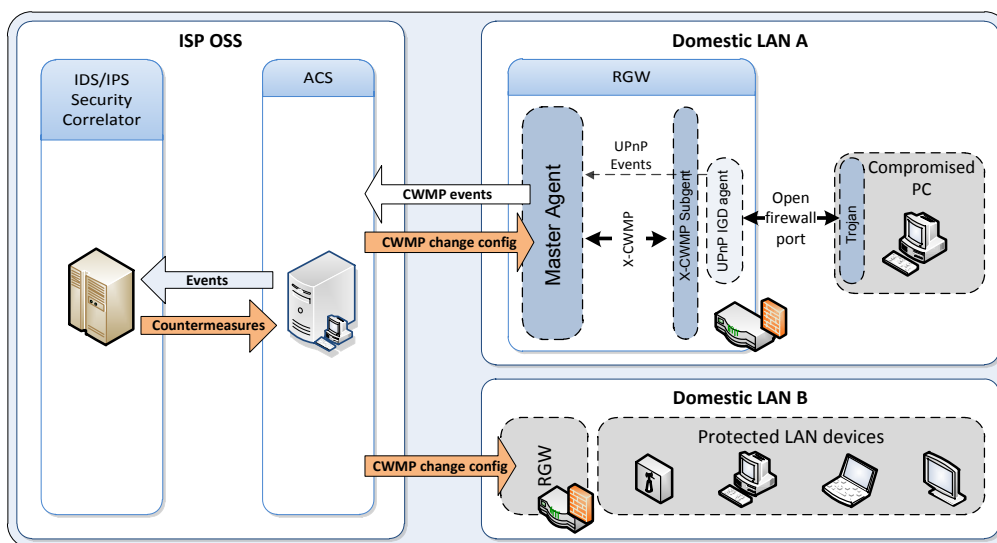 ISP OSS
IDS/IPS
Security
Correlator
ACS
CWMP events
CWMP change config
Events
Countermeasures
CWMP change config
Domestic LAN A
RGW
Master Agent
UPnP
Events
X-CWMP
X-CWMP Subgent
UPnP IGD agent
Open
firewall
port
Trojan
Compromised
PC
Domestic LAN B
RGW
Protected LAN devices